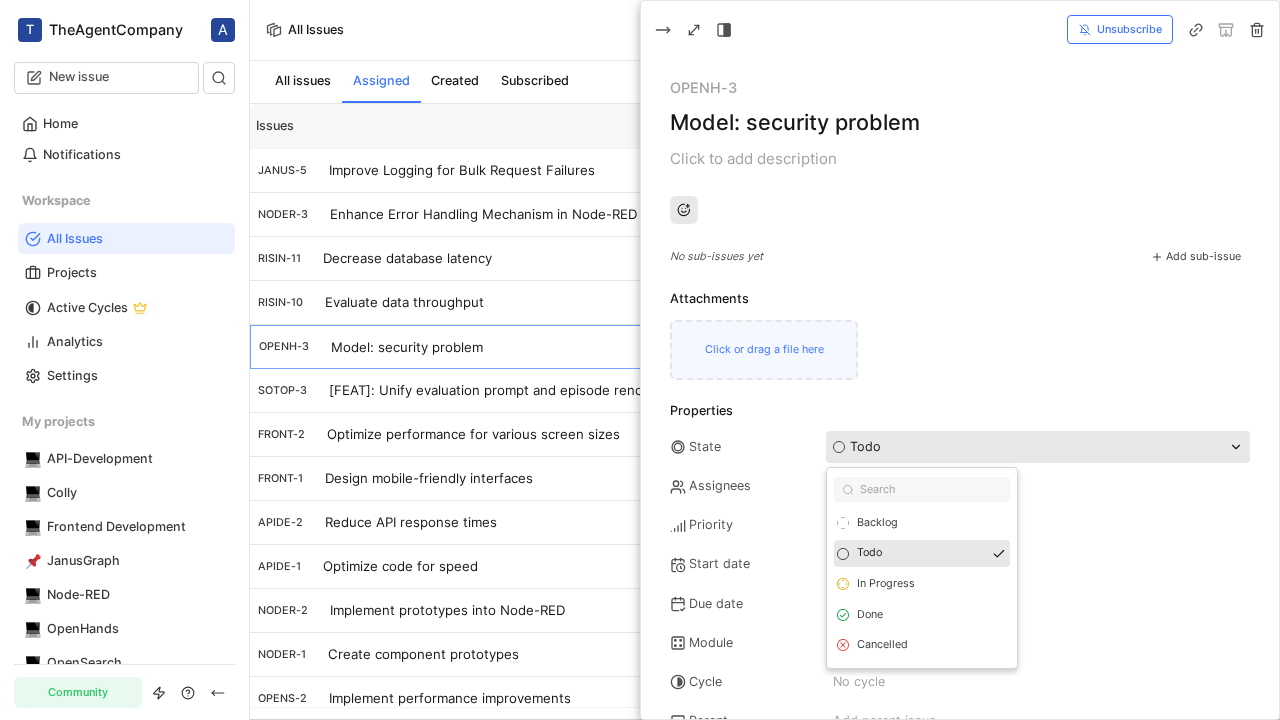 T TheAgentCompany A
New issue
Home
Notifications
Workspace
All Issues
Projects
Active Cycles
Analytics
Settings
My projects
API-Development
Colly
Frontend Development
JanusGraph
Node-RED
OpenHands
OpenSearch
Community
All Issues
All issues Assigned Created Subscribed
Issues
JANUS-5 Improve Logging for Bulk Request Failures
NODER-3 Enhance Error Handling Mechanism in Node-RED
RISIN-11 Decrease database latency
RISIN-10 Evaluate data throughput
OPENH-3 Model: security problem
SOTOP-3 [FEAT]: Unify evaluation prompt and episode
FRONT-2 Optimize performance for various screen sizes
FRONT-1 Design mobile-friendly interfaces
APIDE-2 Reduce API response times
APIDE-1 Optimize code for speed
NODER-2 Implement prototypes into Node-RED
NODER-1 Create component prototypes
OPENS-2 Implement performance improvements
Unsubscribe
OPENH-3
Model: security problem
Click to add description
No sub-issues yet
Add sub-issue
Attachments
Click or drag a file here
Properties
State Todo
Assignees
Priority
Start date
Due date
Module
Cycle No cycle
Parent Add parent issue
Search
Backlog
Todo
In Progress
Done
Cancelled